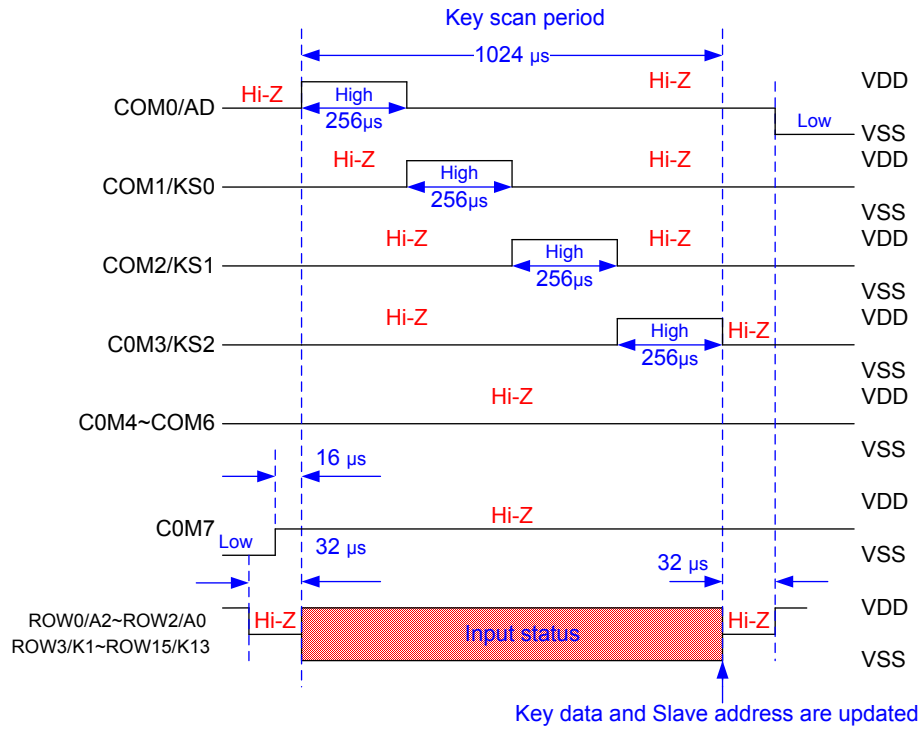 Key scan period
1024 µs
Hi-Z
Hi-Z
VDD
COM0/AD
High
256µs
Low
VSS
Hi-Z
Hi-Z
VDD
COM1/KS0
High
256µs
VSS
Hi-Z
Hi-Z
VDD
COM2/KS1
High
256µs
VSS
Hi-Z
VDD
C0M3/KS2
High
256µs
Hi-Z
VSS
Hi-Z
VDD
C0M4~COM6
VSS
16 µs
VDD
C0M7
Hi-Z
Low
VSS
32 µs
32 µs
ROW0/A2~ROW2/A0
ROW3/K1~ROW15/K13
Hi-Z
Input status
Hi-Z
VDD
VSS
Key data and Slave address are updated